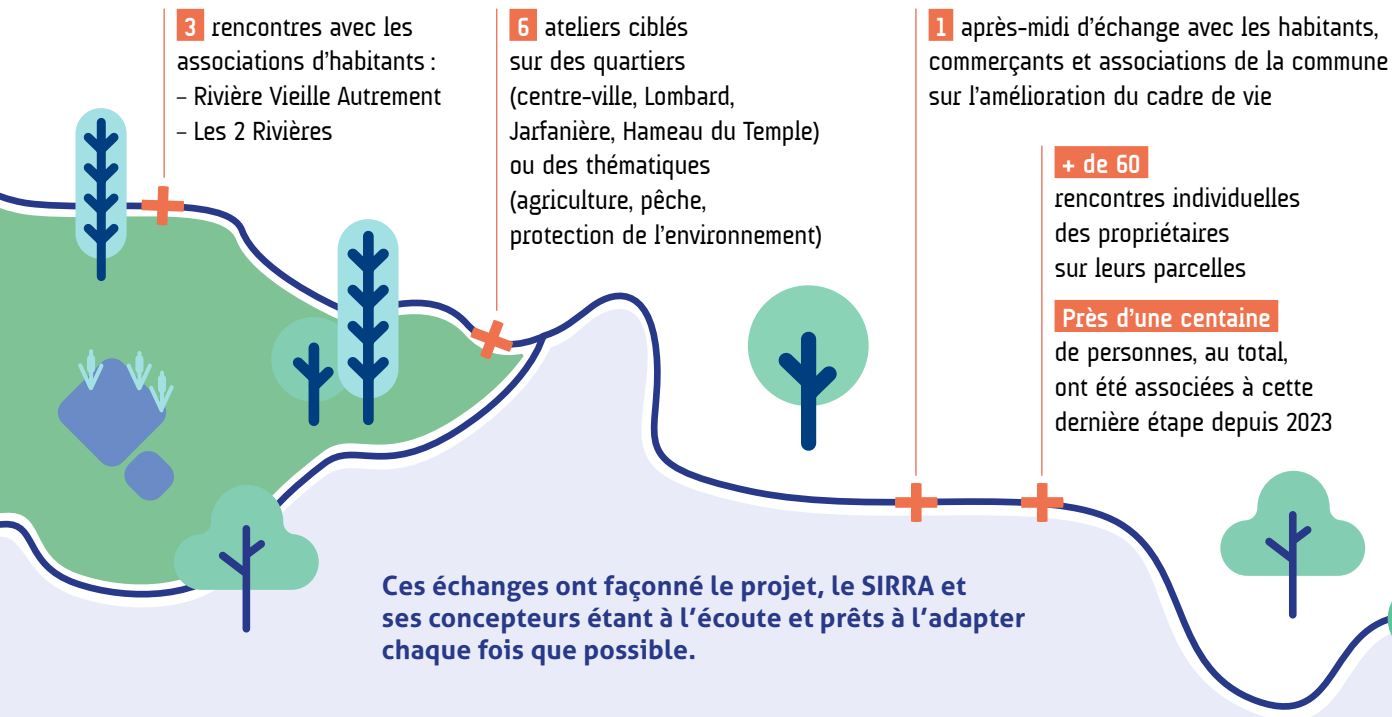 3 rencontres avec les
associations d'habitants :
– Rivière Vieille Autrement
– Les 2 Rivières
6 ateliers ciblés
sur des quartiers
(centre-ville, Lombard,
Jarfanière, Hameau du Temple)
ou des thématiques
(agriculture, pêche,
protection de l'environnement)
1 après-midi d'échange avec les habitants,
commerçants et associations de la commune
sur l'amélioration du cadre de vie
+ de 60
rencontres individuelles
des propriétaires
sur leurs parcelles
Près d'une centaine
de personnes, au total,
ont été associées à cette
dernière étape depuis 2023
Ces échanges ont façonné le projet, le SIRRA et
ses concepteurs étant à l'écoute et prêts à l'adapter
chaque fois que possible.